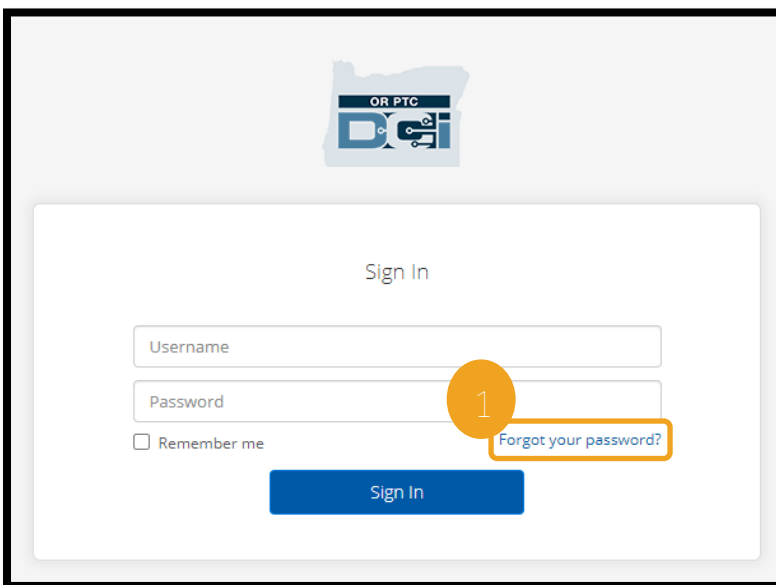 OR PTC
DCi
Sign In
Username
Password
1
Remember me
Forgot your password?
Sign In